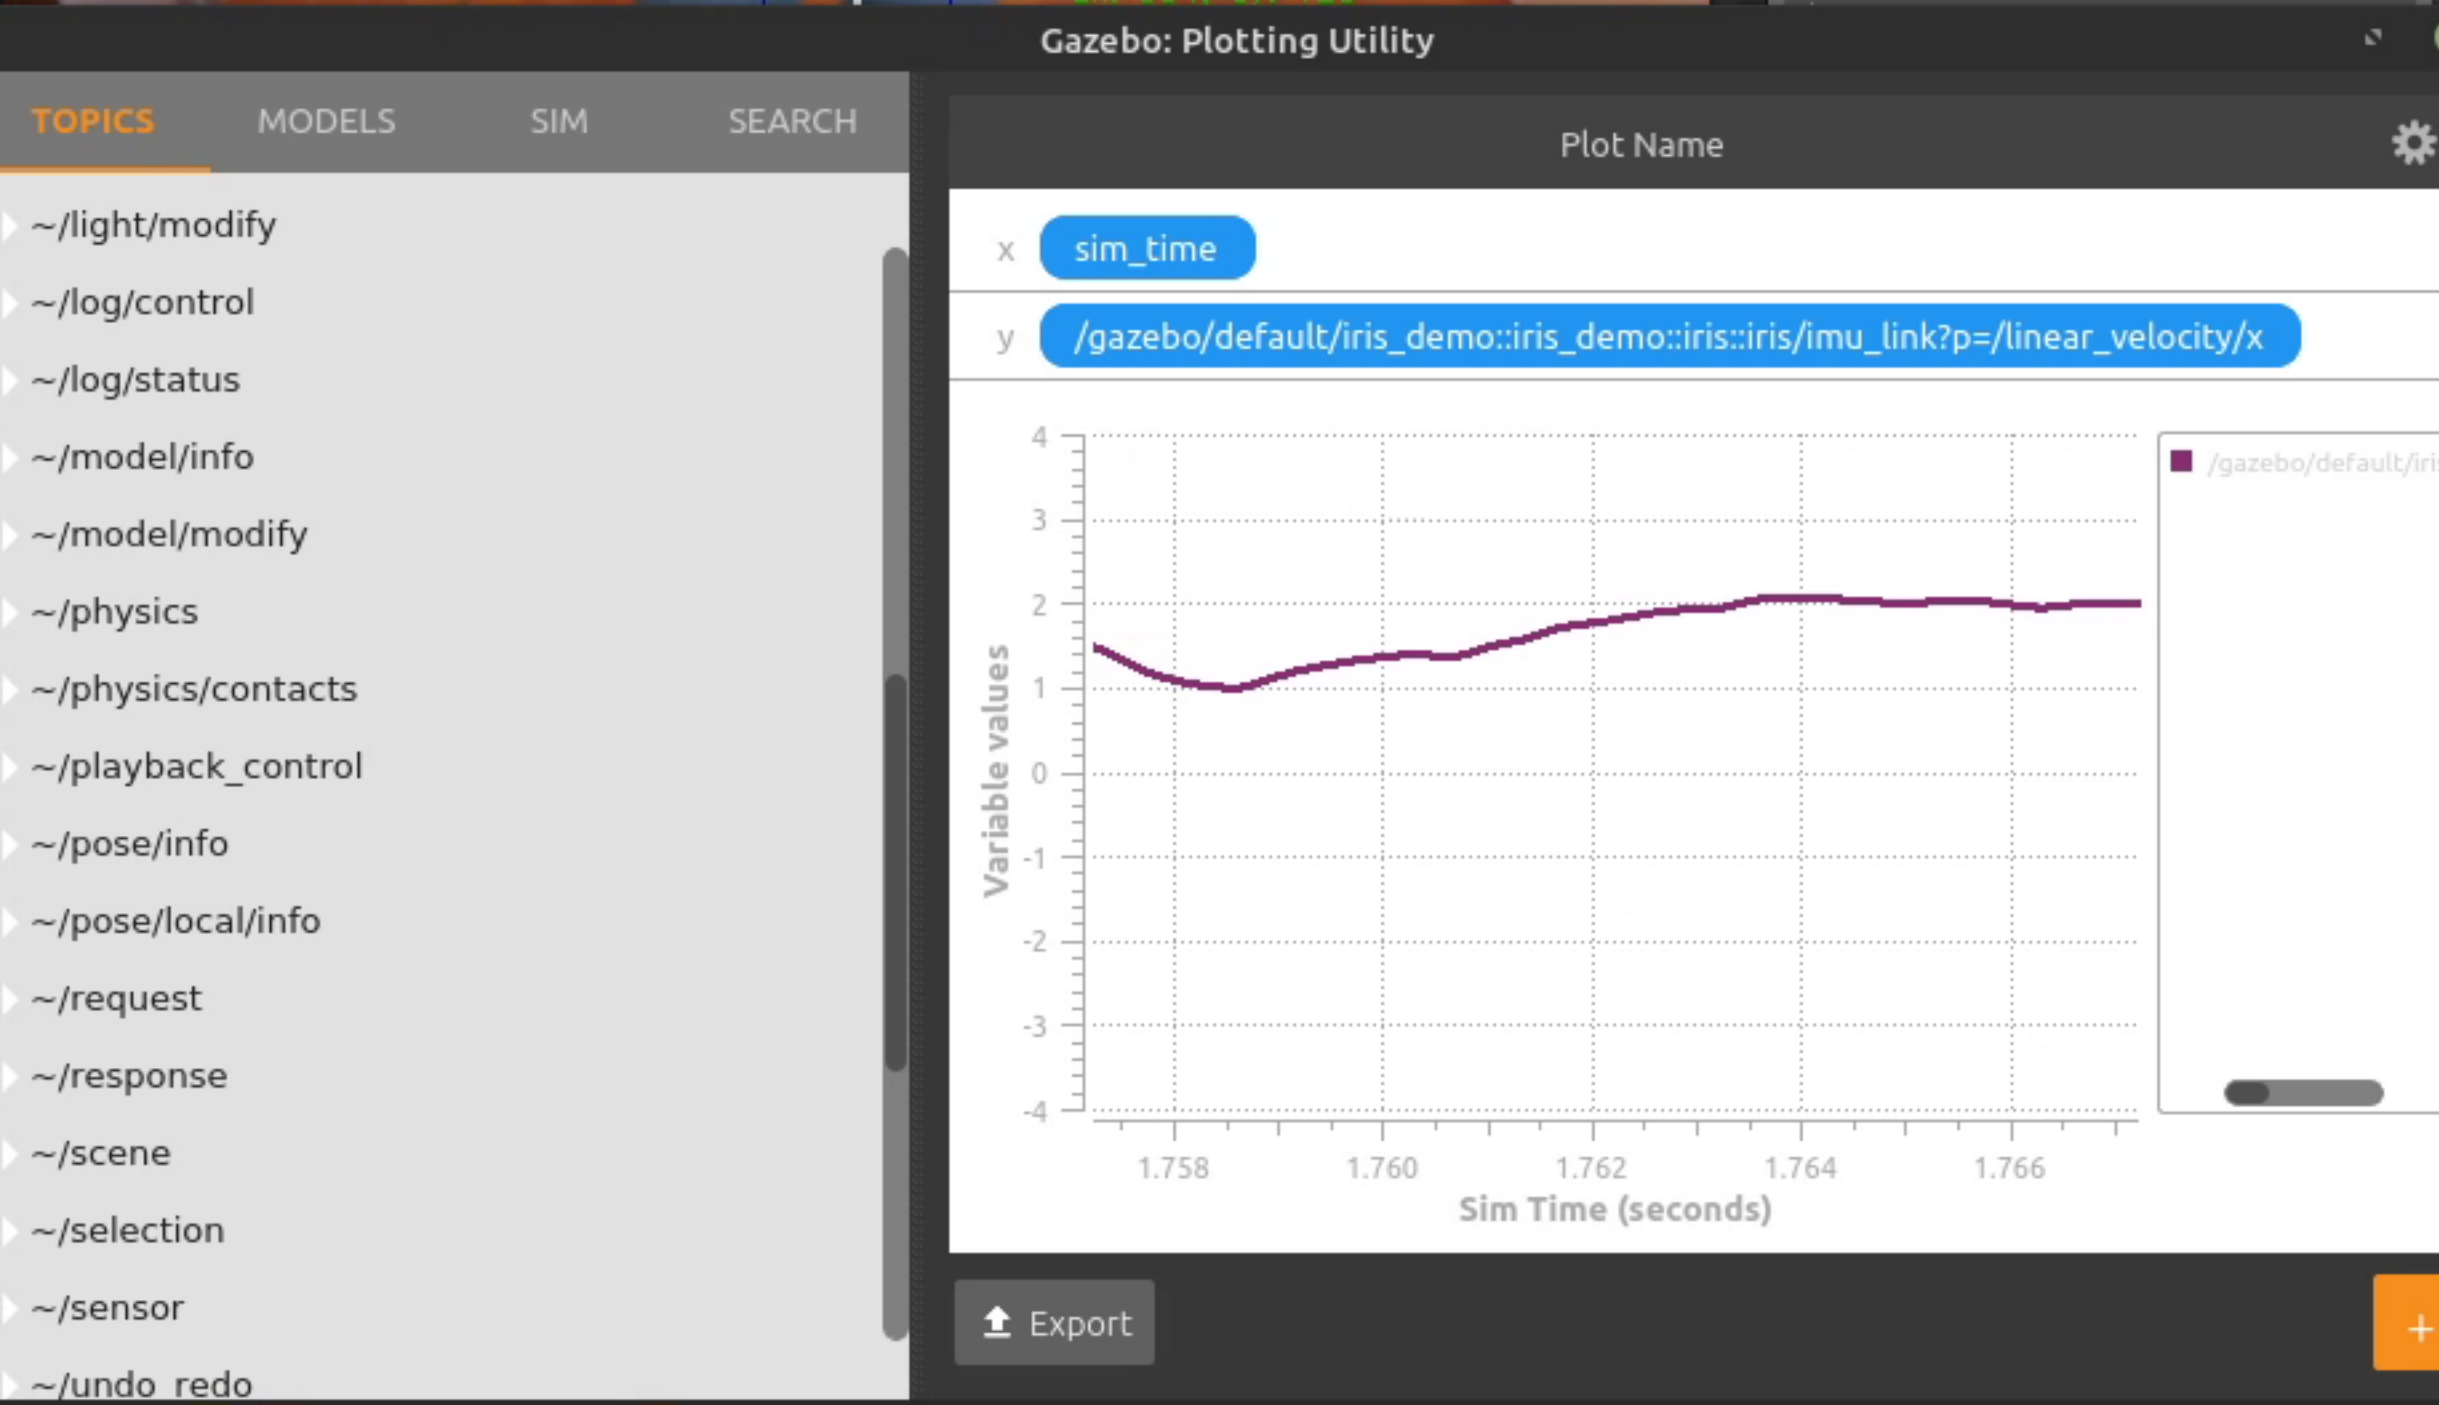 Gazebo: Plotting Utility
TOPICS MODELS SIM SEARCH
~/light/modify
~/log/control
~/log/status
~/model/info
~/model/modify
~/physics
~/physics/contacts
~/playback_control
~/pose/info
~/pose/local/info
~/request
~/response
~/scene
~/selection
~/sensor
~/undo_redo
Plot Name
x sim_time
y /gazebo/default/iris_demo::iris_demo::iris::iris/imu_link?p=/linear_velocity/x
4
3
2
1
0
-1
-2
-3
-4
Variable values
/gazebo/default/iris
1.758 1.760 1.762 1.764 1.766
Sim Time (seconds)
Export
+